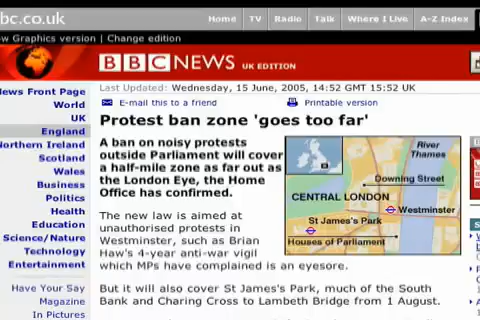 bbc.co.uk
Home TV Radio Talk Where I Live A-Z Index
Low Graphics version | Change edition
BBC NEWS UK EDITION
Last Updated: Wednesday, 15 June, 2005, 14:52 GMT 15:52 UK
E-mail this to a friend Printable version
News Front Page
World
UK
England
Northern Ireland
Scotland
Wales
Business
Politics
Health
Education
Science/Nature
Technology
Entertainment
Have Your Say
Magazine
In Pictures
Protest ban zone 'goes too far'
A ban on noisy protests
outside Parliament will cover
a half-mile zone as far out as
the London Eye, the Home
Office has confirmed.
The new law is aimed at
unauthorised protests in
Westminster, such as Brian
Haw's 4-year anti-war vigil
which MPs have complained is an eyesore.
But it will also cover St James's Park, much of the South
Bank and Charing Cross to Lambeth Bridge from 1 August.
River
Thames
Downing Street
CENTRAL LONDON
Westminster
St James's Park
Houses of Parliament